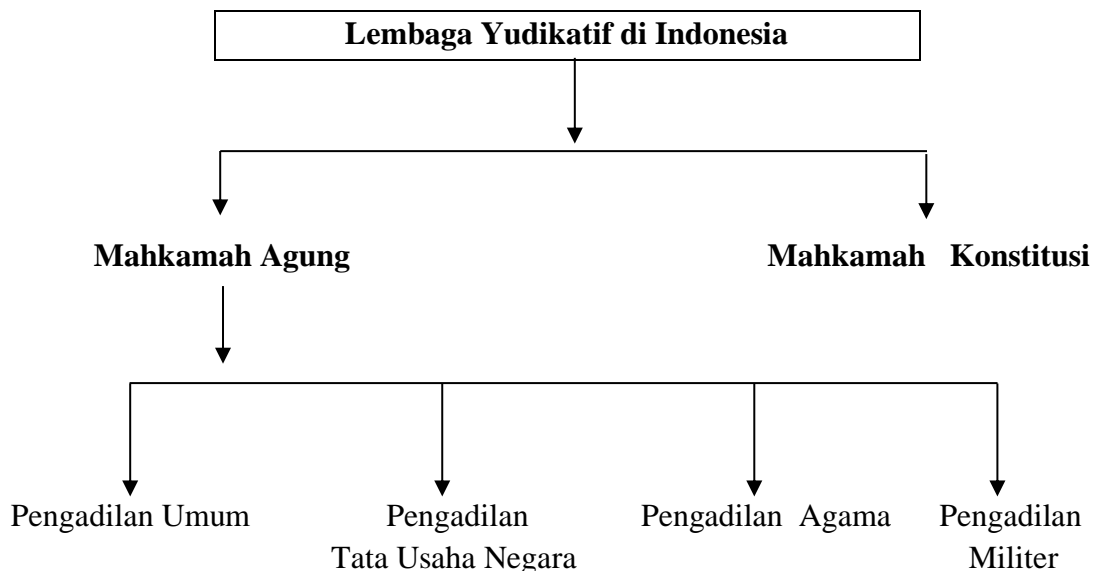 Lembaga Yudikatif di Indonesia
Mahkamah Agung
Mahkamah Konstitusi
Pengadilan Umum
Pengadilan
Tata Usaha Negara
Pengadilan Agama
Pengadilan
Militer